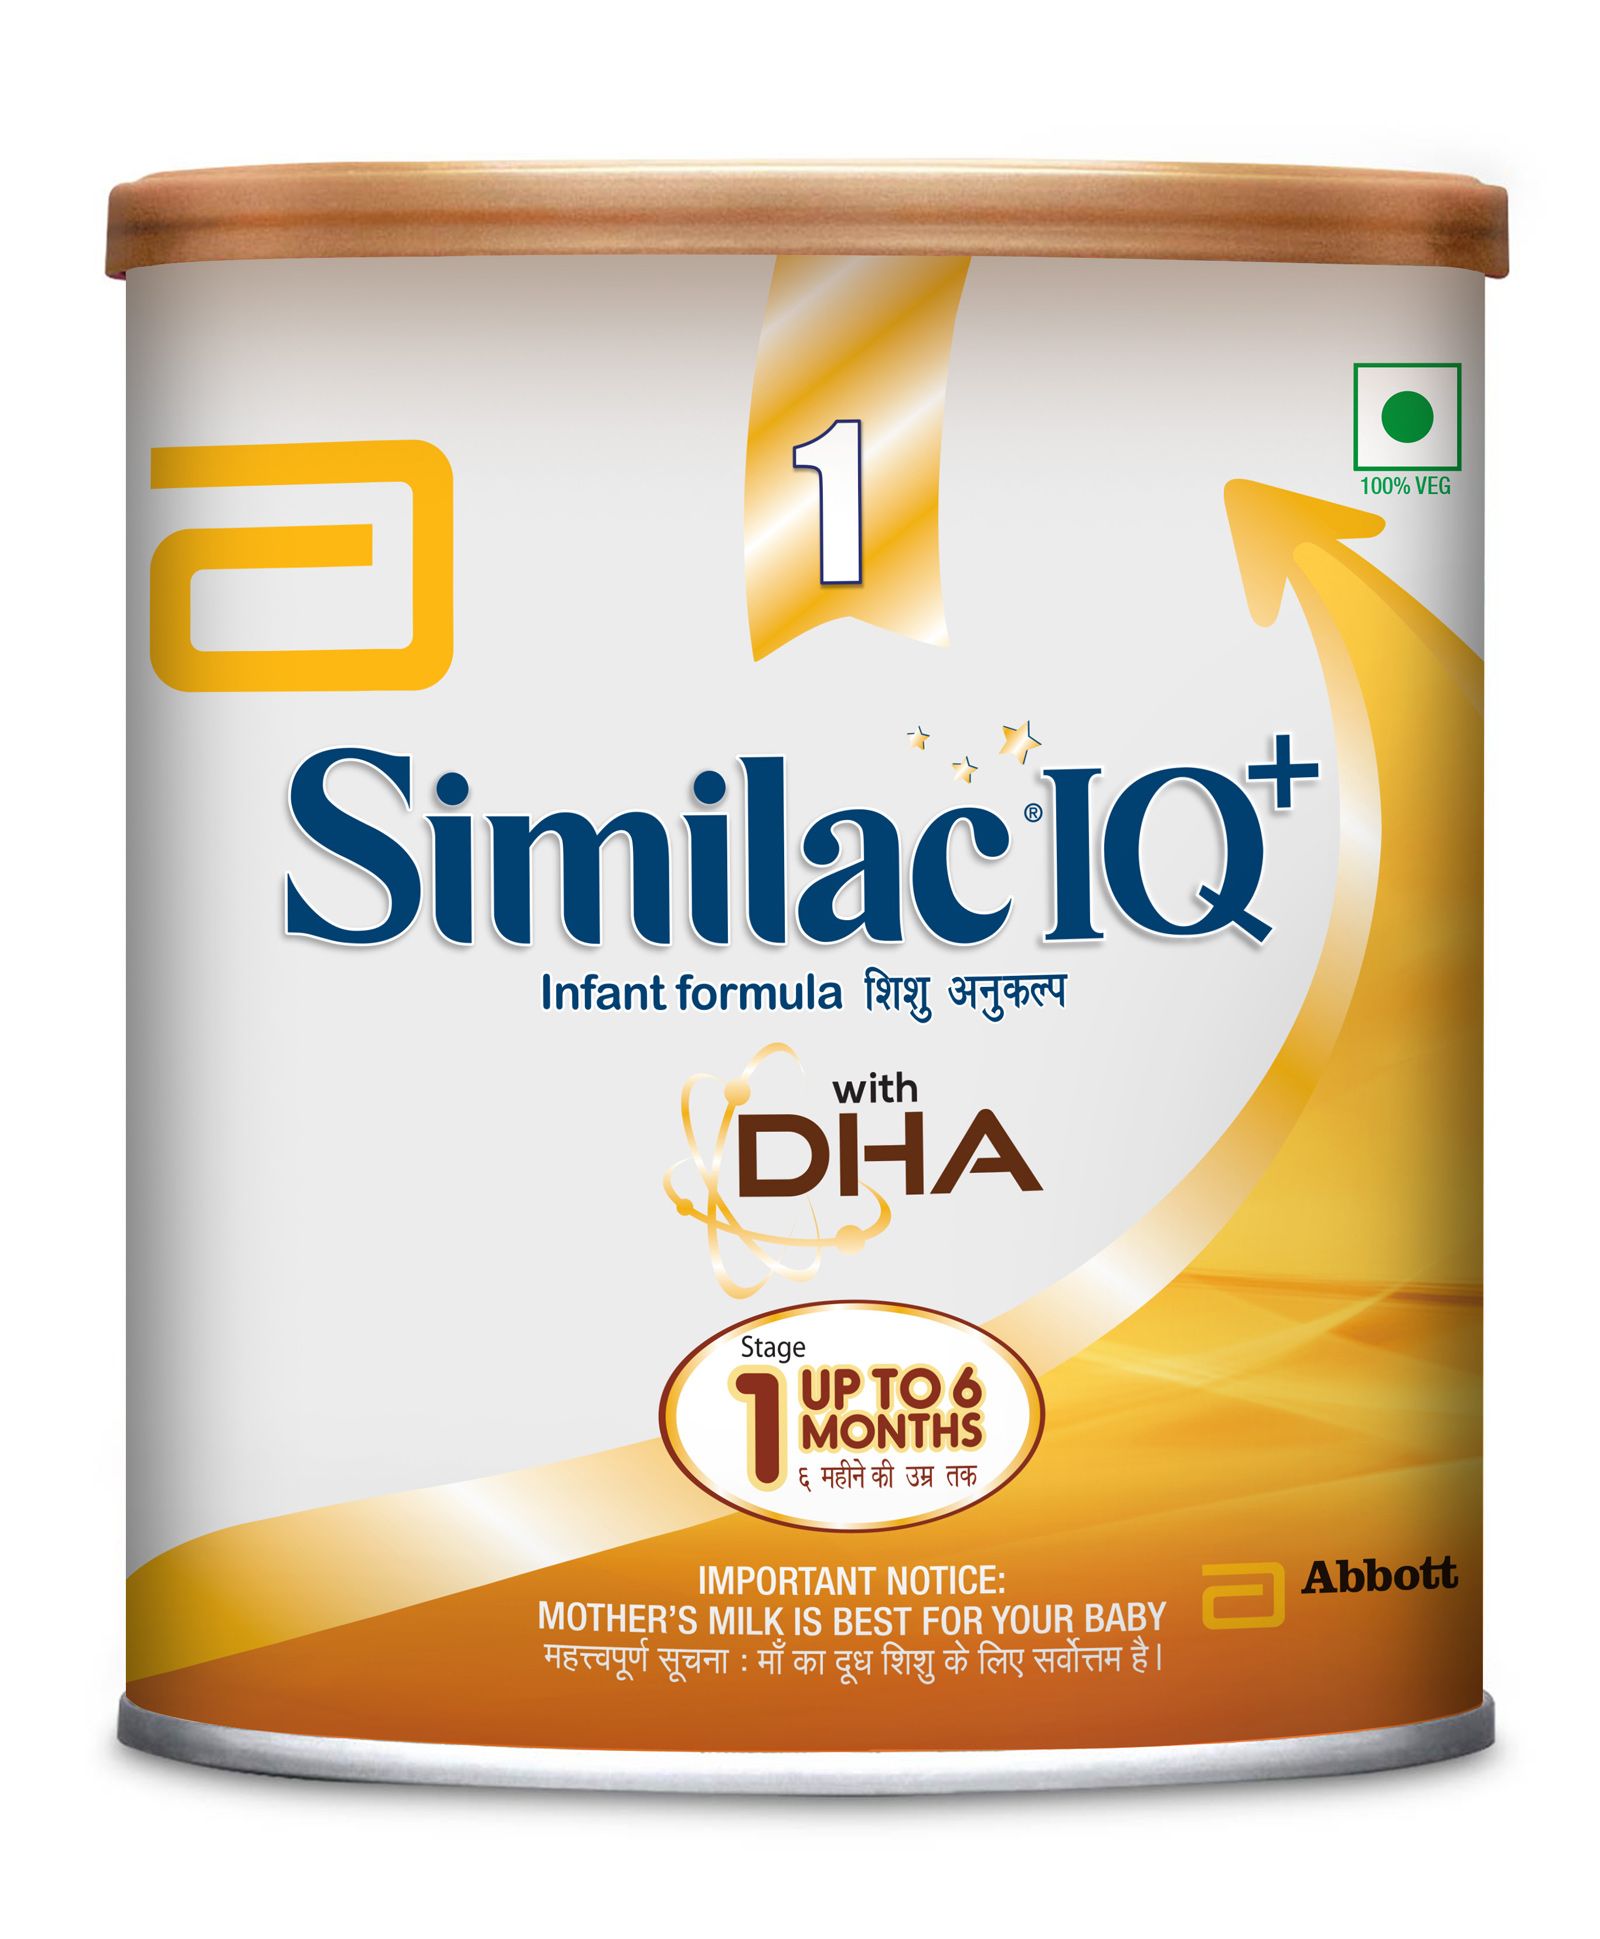 1
100% VEG
Similac® IQ+
Infant formula शिशु अनुकल्प
with
DHA
Stage
1 UP TO 6
MONTHS
६ महीने की उम्र तक
IMPORTANT NOTICE:
MOTHER'S MILK IS BEST FOR YOUR BABY
महत्त्वपूर्ण सूचना : माँ का दूध शिशु के लिए सर्वोत्तम है।
Abbott